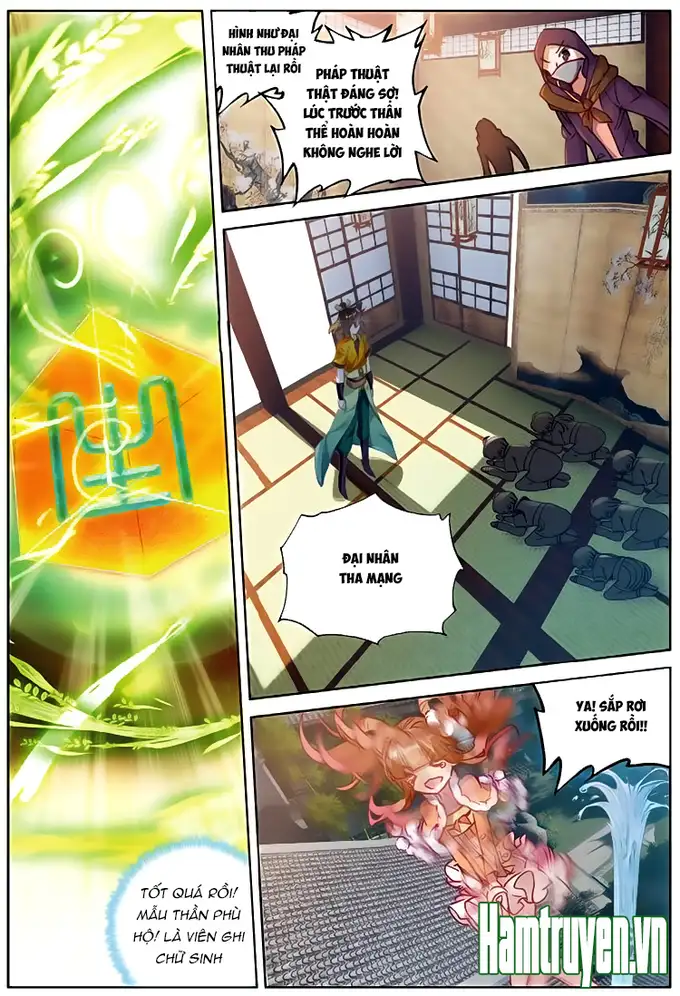 HÌNH NHƯ ĐẠI
NHÂN THU PHÁP
THUẬT LẠI RỒI
PHÁP THUẬT
THẬT ĐÁNG SỢ!
LÚC TRƯỚC THÂN
THỂ HOÀN HOÀN
KHÔNG NGHE LỜI
ĐẠI NHÂN
THA MẠNG
YA! SẮP RƠI
XUỐNG RỒI!!
TỐT QUÁ RỒI!
MẪU THẦN PHÙ
HỘ! LÀ VIÊN GHI
CHỮ SINH
Hamtruyen.vn